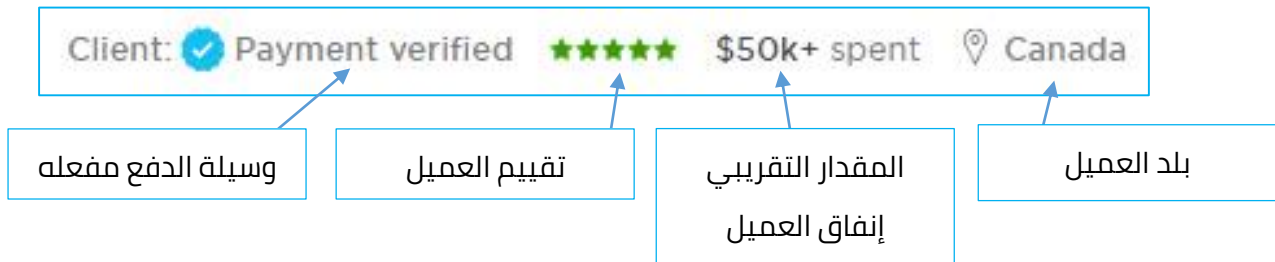 Client: Payment verified ★★★★★ $50k+ spent Canada
وسيلة الدفع مفعله
تقييم العميل
المقدار التقريبي
إنفاق العميل
بلد العميل